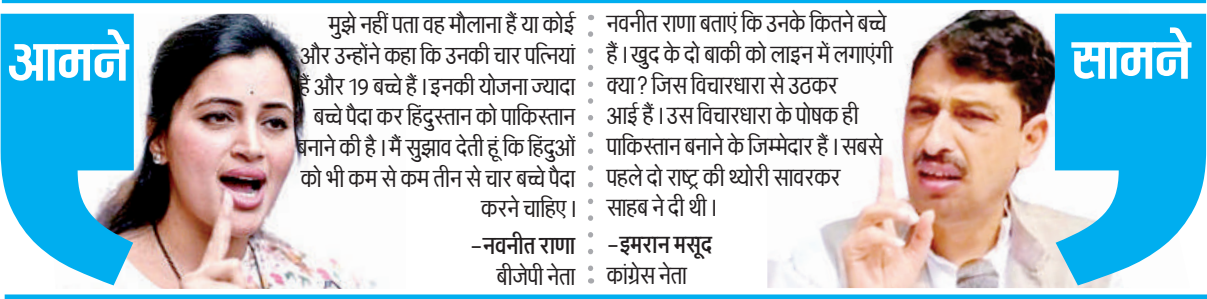 आमने
मुझे नहीं पता वह मौलाना हैं या कोई
और उन्होंने कहा कि उनकी चार पत्नियां
हैं और 19 बच्चे हैं । इनकी योजना ज्यादा
बच्चे पैदा कर हिंदुस्तान को पाकिस्तान
बनाने की है । मैं सुझाव देती हूं कि हिंदुओं
को भी कम से कम तीन से चार बच्चे पैदा
करने चाहिए ।
–नवनीत राणा
बीजेपी नेता
नवनीत राणा बताएं कि उनके कितने बच्चे
हैं । खुद के दो बाकी को लाइन में लगाएंगी
क्या ? जिस विचारधारा से उठकर
आई हैं । उस विचारधारा के पोषक ही
पाकिस्तान बनाने के जिम्मेदार हैं । सबसे
पहले दो राष्ट्र की थ्योरी सावरकर
साहब ने दी थी ।
–इमरान मसूद
कांग्रेस नेता
सामने